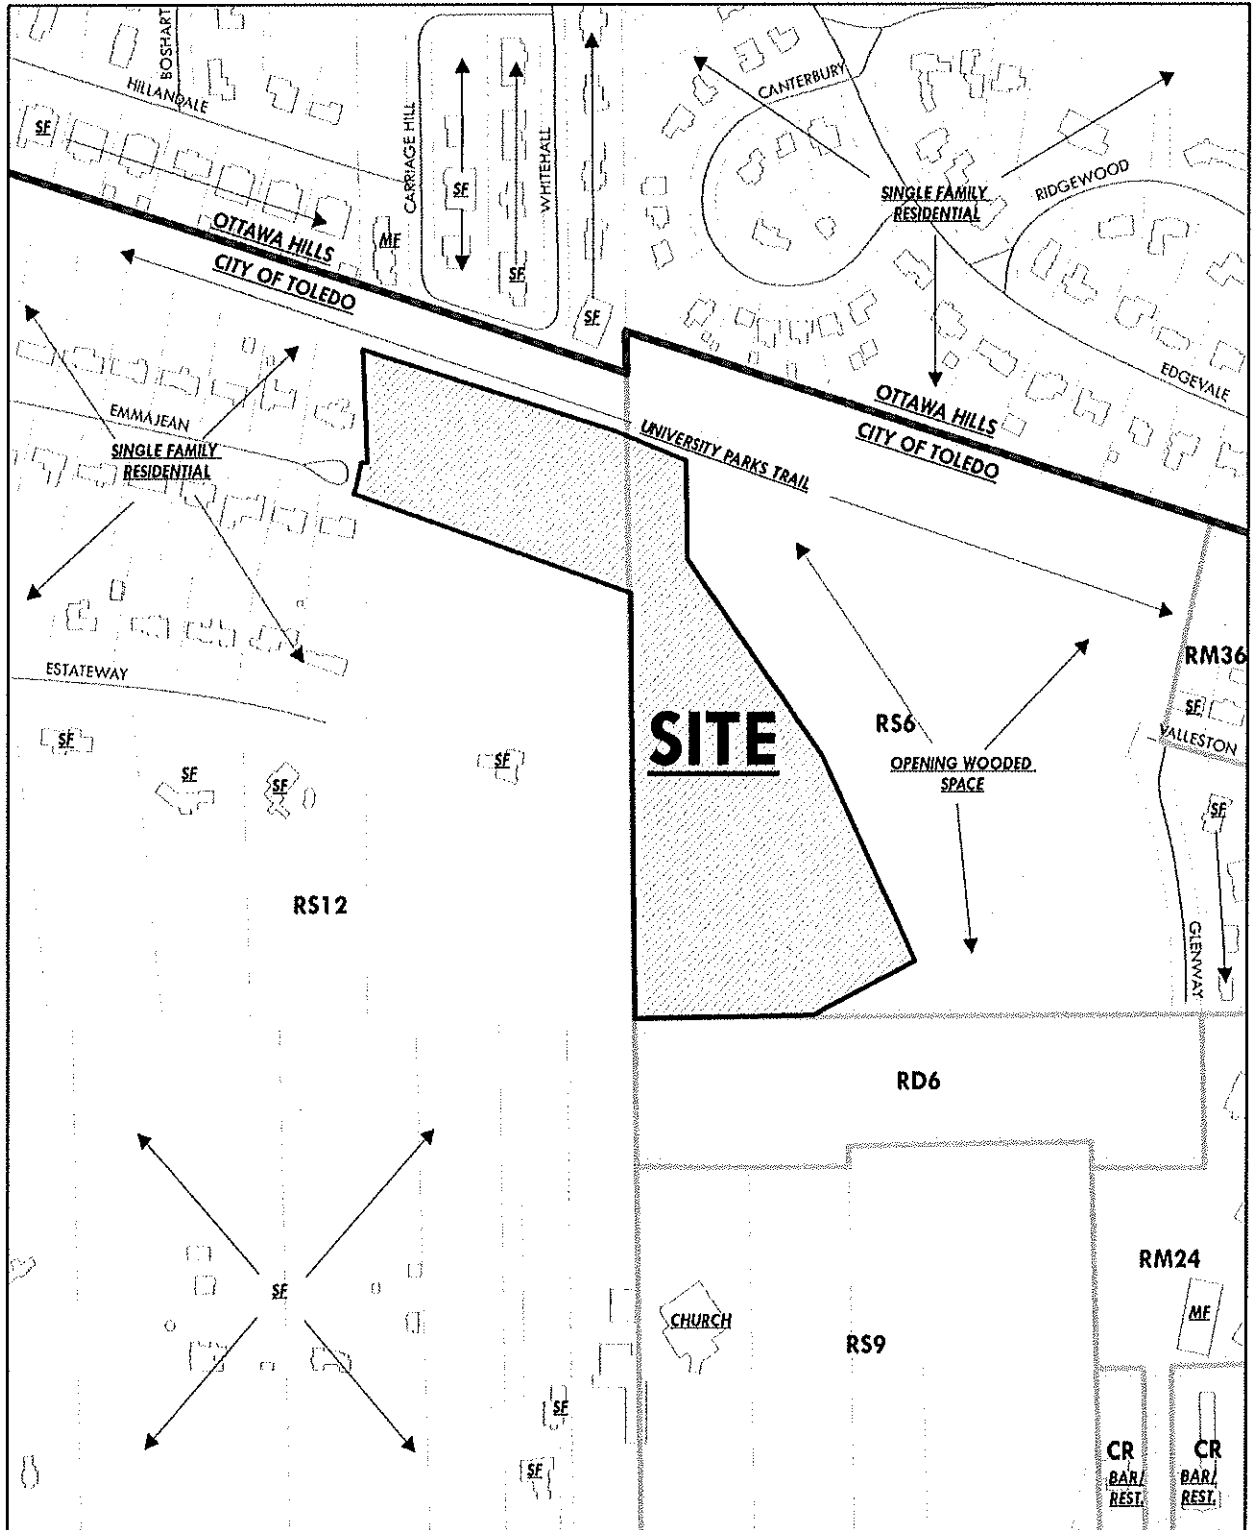 BOSHART
HILLANDALE
SF
CARRIAGE HILL
SF
WHITEHALL
CANTERBURY
RIDGEWOOD
SINGLE FAMILY
RESIDENTIAL
OTTAWA HILLS
CITY OF TOLEDO
MF
SF
SF
EDGEVALE
OTTAWA HILLS
CITY OF TOLEDO
EMMAJEAN
SINGLE FAMILY
RESIDENTIAL
UNIVERSITY PARKS TRAIL
ESTATEWAY
RM36
SF
VALLESTON
SF
SF
SF
SF
SITE
RS6
OPENING WOODED
SPACE
SF
RS12
GLENWAY
RD6
SF
CHURCH
RS9
RM24
MF
SF
SF
CR
BAR/
REST.
CR
BAR/
REST.